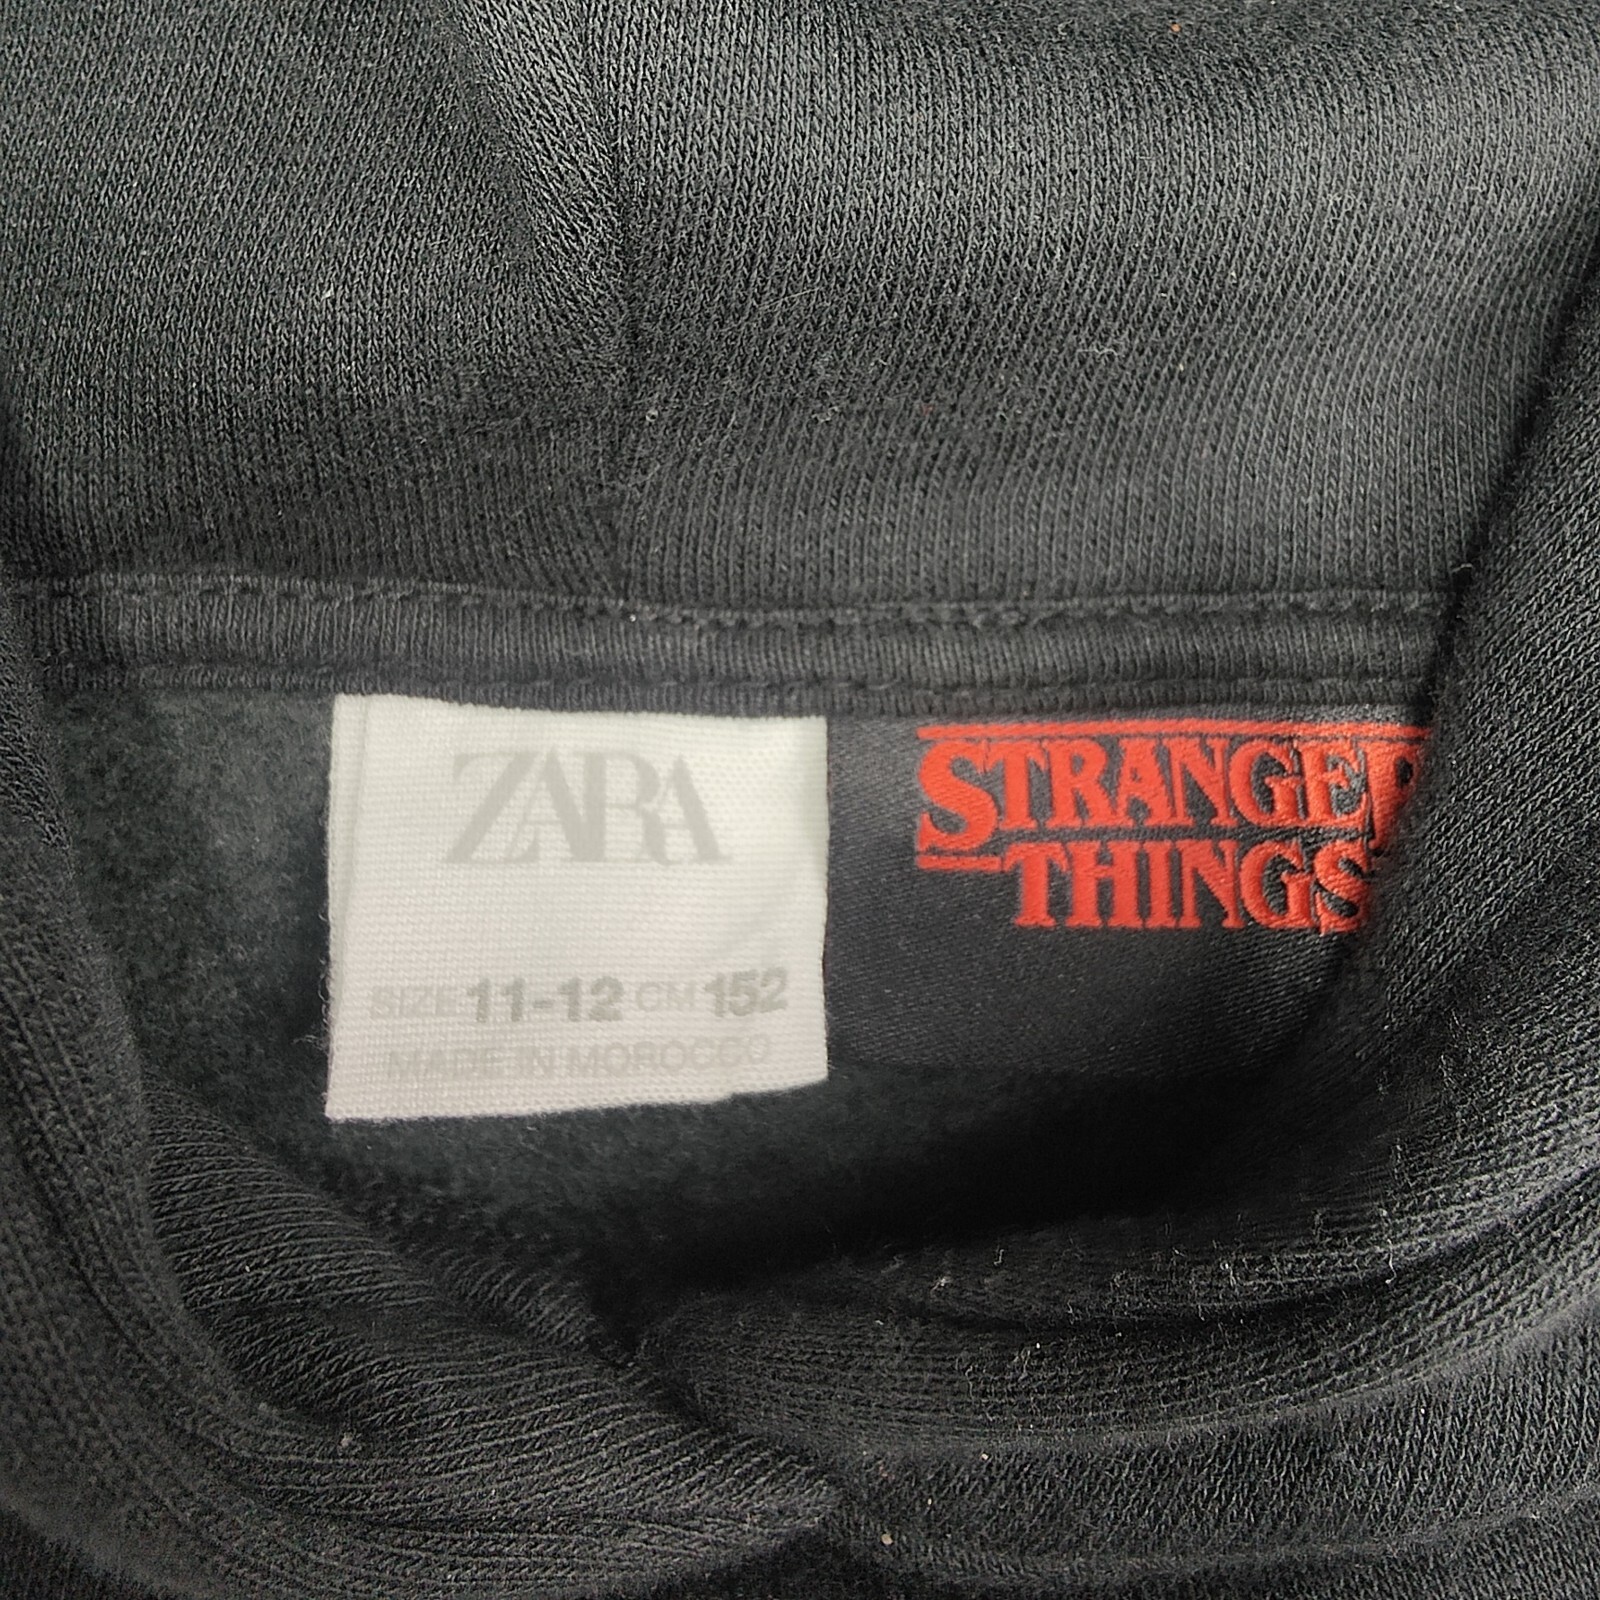 ZARA
SIZE 11-12 CM 152
MADE IN MOROCCO
STRANGER
THINGS